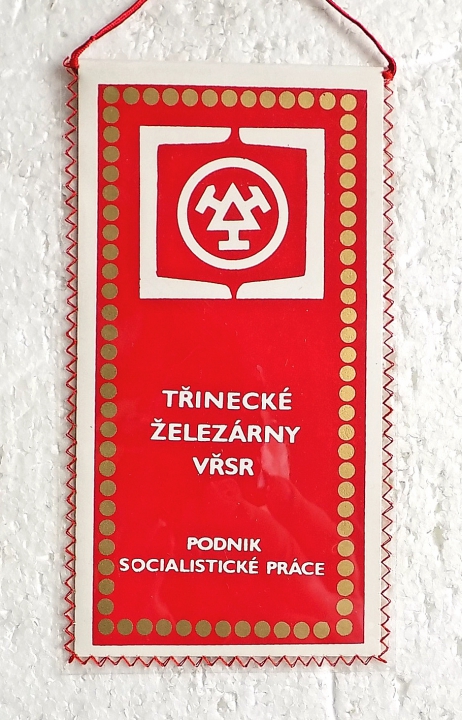 TŘINECKÉ
ŽELEZÁRNY
VŘSR
PODNIK
SOCIALISTICKÉ PRÁCE